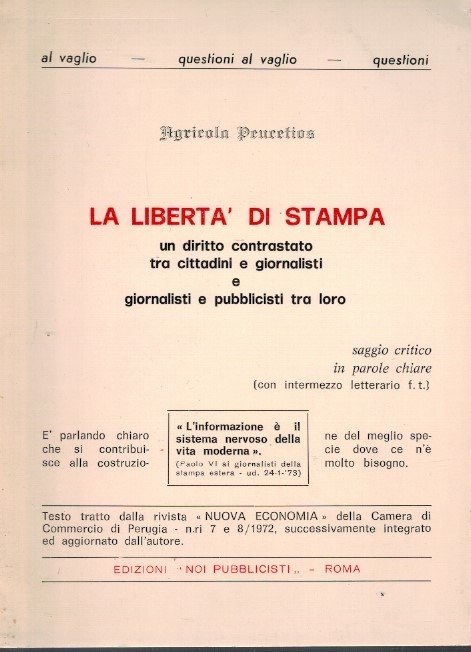 al vaglio — questioni al vaglio — questioni
Agricola Peucetios
LA LIBERTA' DI STAMPA
un diritto contrastato
tra cittadini e giornalisti
e
giornalisti e pubblicisti tra loro
saggio critico
in parole chiare
(con intermezzo letterario f.t.)
E' parlando chiaro
che si contribui-
sce alla costruzio-
« L'informazione è il
sistema nervoso della
vita moderna ».
(Paolo VI ai giornalisti della
stampa estera - ud. 24-1-'73)
ne del meglio spe-
cie dove ce n'è
molto bisogno.
Testo tratto dalla rivista « NUOVA ECONOMIA » della Camera di
Commercio di Perugia - n.ri 7 e 8/1972, successivamente integrato
ed aggiornato dall'autore.
EDIZIONI "NOI PUBBLICISTI„ - ROMA